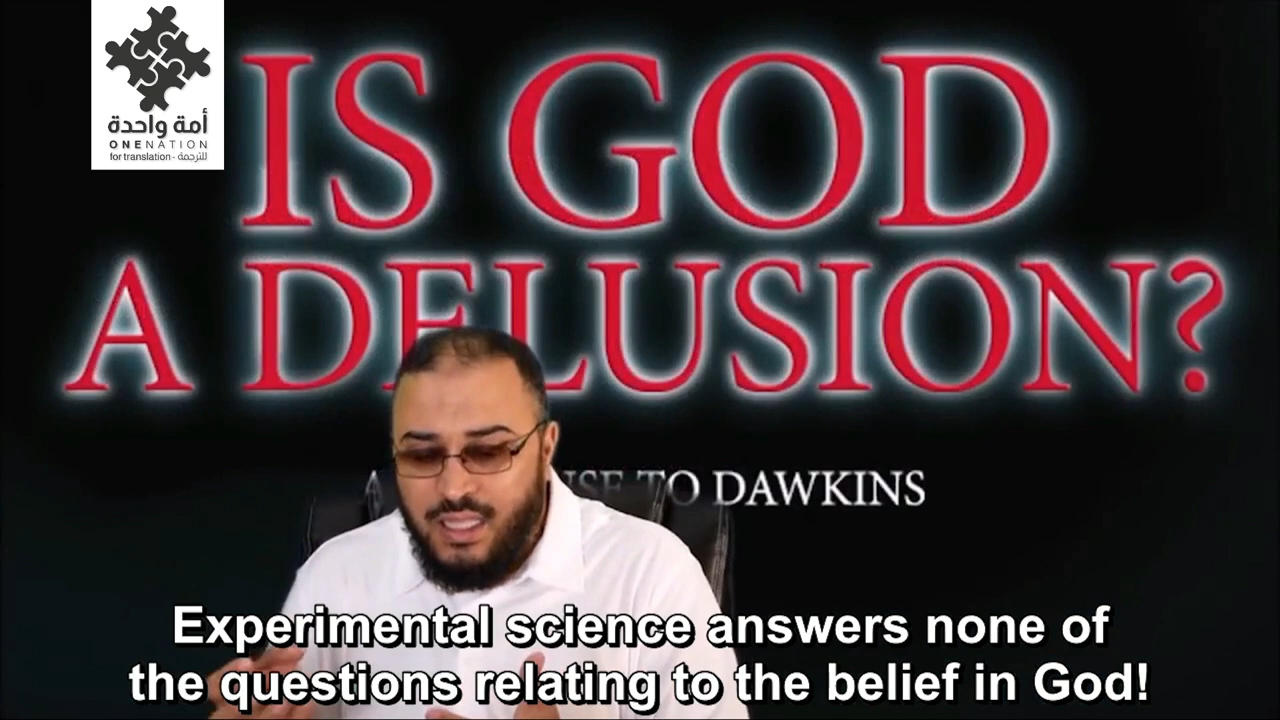 أمة واحدة
ONENATION
for translation - للترجمة
IS GOD
A DELUSION?
TO DAWKINS
Experimental science answers none of
the questions relating to the belief in God!